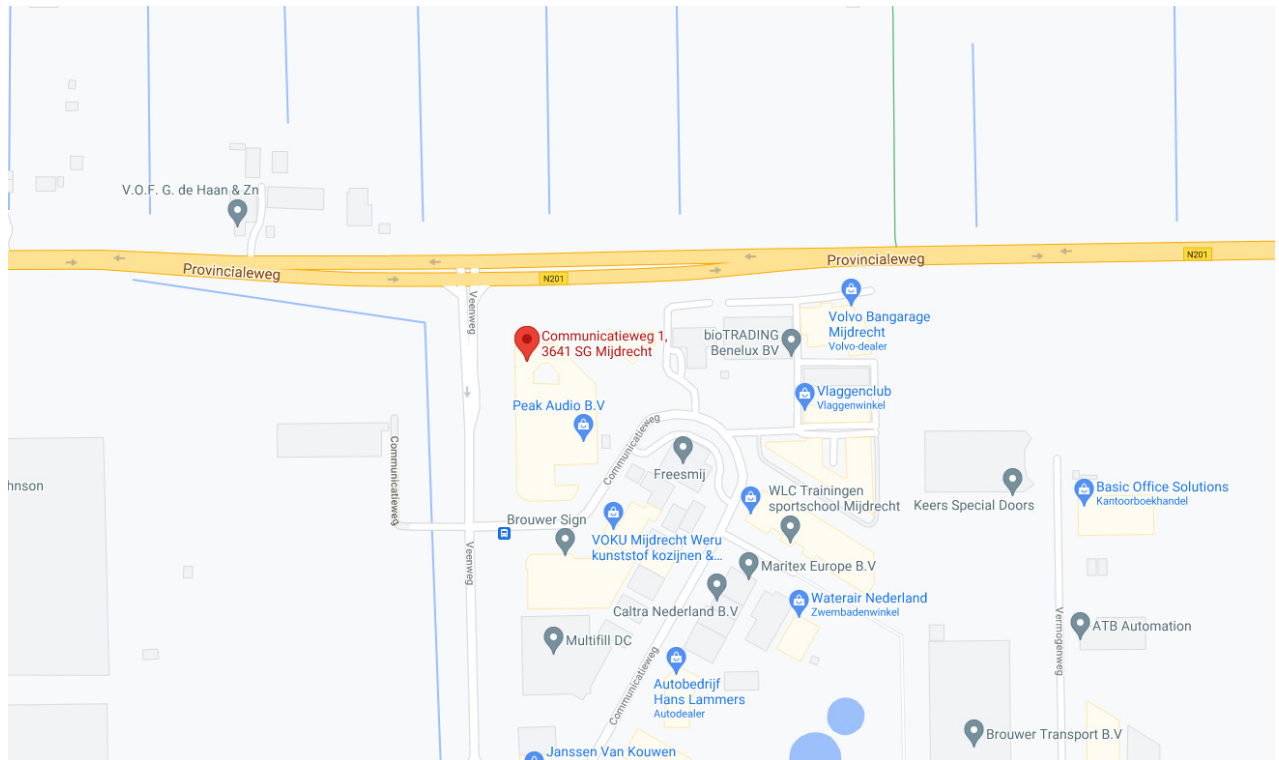 V.O.F. G. de Haan & Zn
Provincialeweg
N201
Provincialeweg
N201
Veenweg
Communicatieweg 1,
3641 SG Mijdrecht
bioTRADING
Benelux BV
Volvo Bangarage
Mijdrecht
Volvo-dealer
Vlaggenclub
Vlaggenwinkel
Peak Audio B.V
Communicatieweg
Communicatieweg
Freesmij
hnson
WLC Trainingen
sportschool Mijdrecht
Keers Special Doors
Basic Office Solutions
Kantoorboekhandel
Brouwer Sign
VOKU Mijdrecht Weru
kunststof kozijnen &...
Veenweg
Maritex Europe B.V
Caltra Nederland B.V
Waterair Nederland
Zwembadenwinkel
Vermogenweg
ATB Automation
Multifill DC
Communicatieweg
Autobedrijf
Hans Lammers
Autodealer
Brouwer Transport B.V
Janssen Van Kouwen